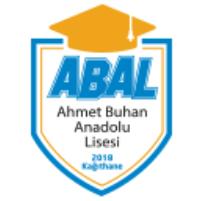 ABAL
Ahmet Buhan
Anadolu
Lisesi
2018
Kağıthane